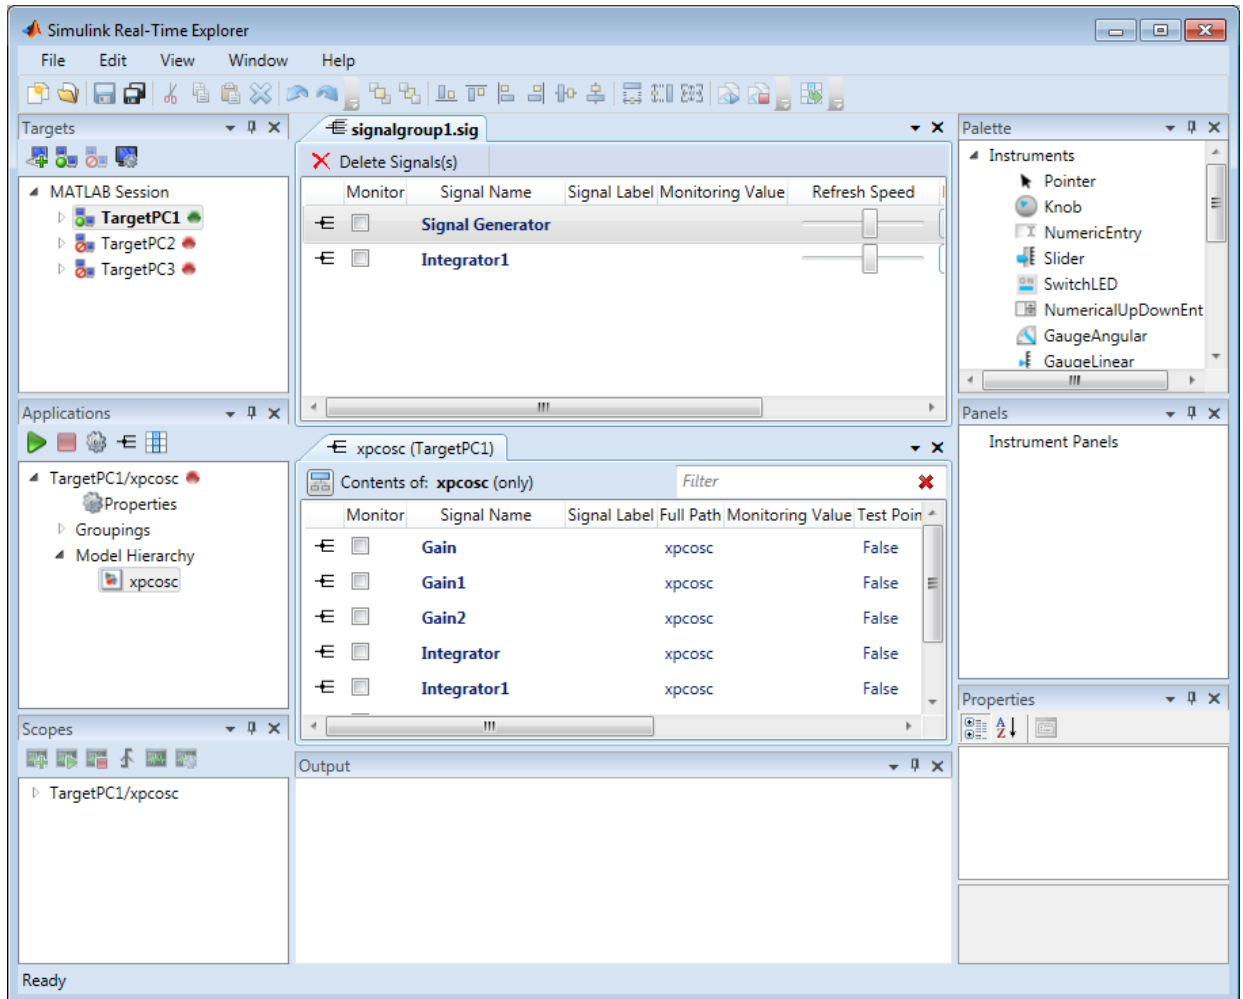 Simulink Real-Time Explorer
File Edit View Window Help
Targets
MATLAB Session
TargetPC1
TargetPC2
TargetPC3
signalgroup1.sig
Delete Signals(s)
Monitor Signal Name Signal Label Monitoring Value Refresh Speed
Signal Generator
Integrator1
Palette
Instruments
Pointer
Knob
NumericEntry
Slider
SwitchLED
NumericalUpDownEnt
GaugeAngular
GaugeLinear
Applications
TargetPC1/xpcosc
Properties
Groupings
Model Hierarchy
xpcosc
xpcosc (TargetPC1)
Contents of: xpcosc (only) Filter
Monitor Signal Name Signal Label Full Path Monitoring Value Test Poin
Gain xpcosc False
Gain1 xpcosc False
Gain2 xpcosc False
Integrator xpcosc False
Integrator1 xpcosc False
Panels
Instrument Panels
Scopes
TargetPC1/xpcosc
Output
Properties
Ready